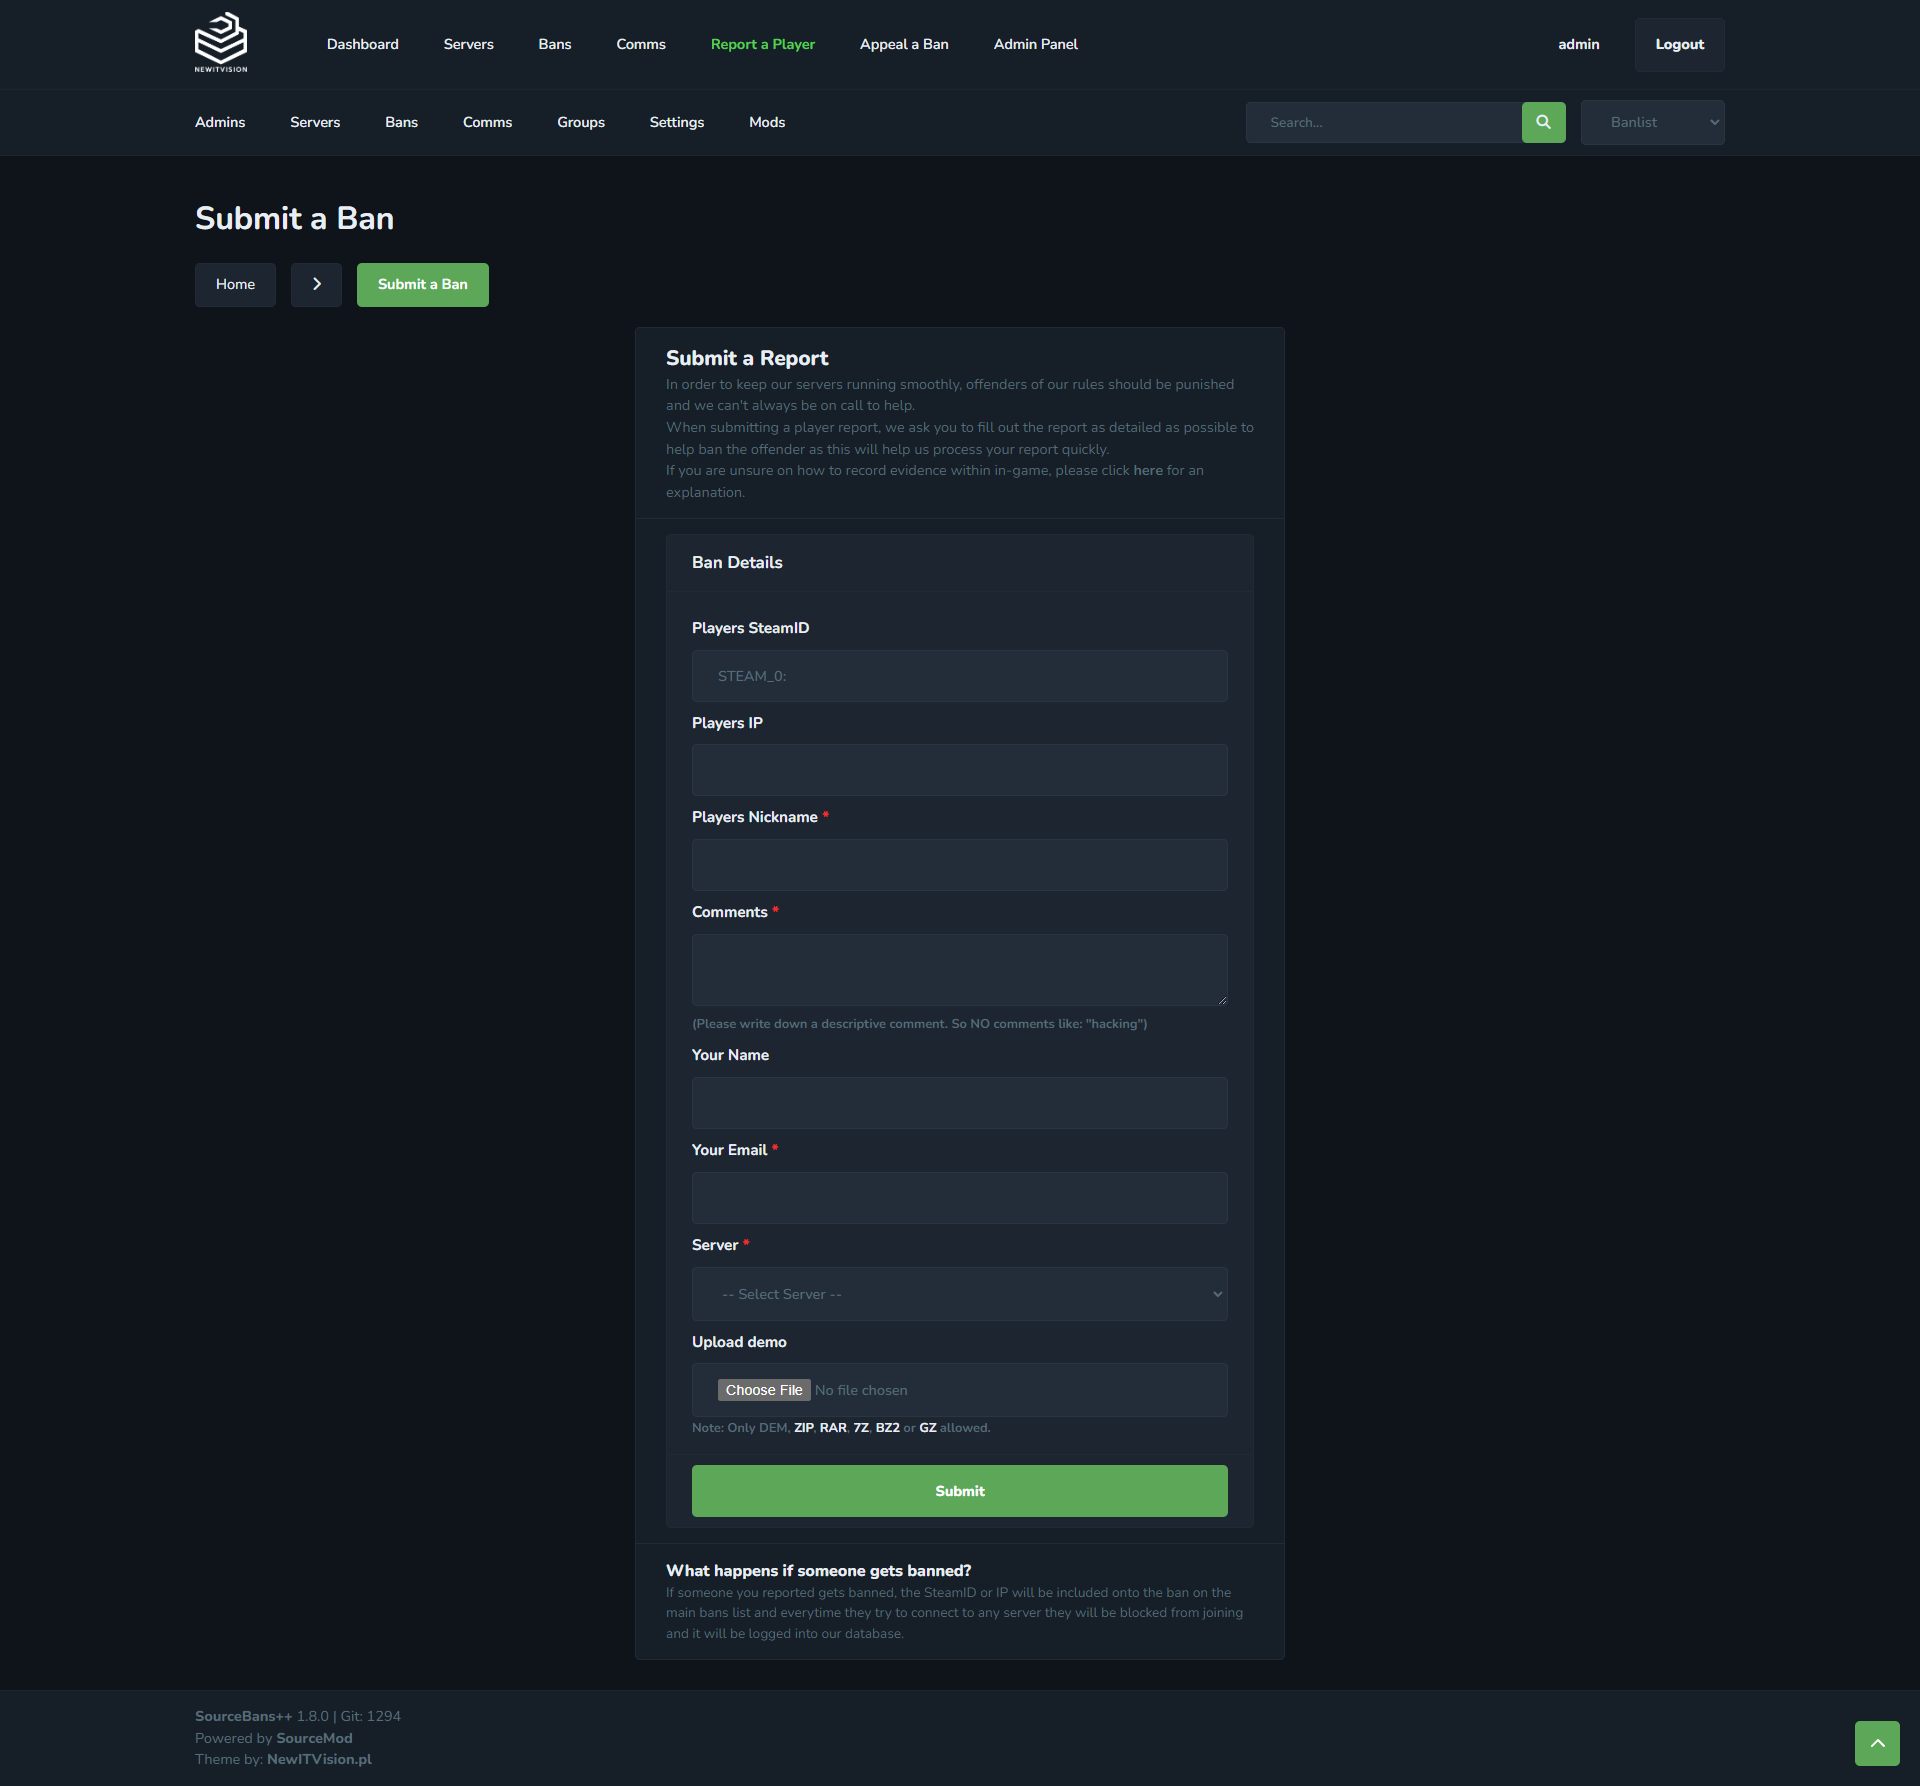 NEWITVISION
Dashboard Servers Bans Comms Report a Player Appeal a Ban Admin Panel admin Logout
Admins Servers Bans Comms Groups Settings Mods Search... Banlist
Submit a Ban
Home Submit a Ban
Submit a Report
In order to keep our servers running smoothly, offenders of our rules should be punished
and we can't always be on call to help.
When submitting a player report, we ask you to fill out the report as detailed as possible to
help ban the offender as this will help us process your report quickly.
If you are unsure on how to record evidence within in-game, please click here for an
explanation.
Ban Details
Players SteamID
STEAM_0:
Players IP
Players Nickname *
Comments *
(Please write down a descriptive comment. So NO comments like: "hacking")
Your Name
Your Email *
Server *
-- Select Server --
Upload demo
Choose File No file chosen
Note: Only DEM, ZIP, RAR, 7Z, BZ2 or GZ allowed.
Submit
What happens if someone gets banned?
If someone you reported gets banned, the SteamID or IP will be included onto the ban on the
main bans list and everytime they try to connect to any server they will be blocked from joining
and it will be logged into our database.
SourceBans++ 1.8.0 | Git: 1294
Powered by SourceMod
Theme by: NewITVision.pl